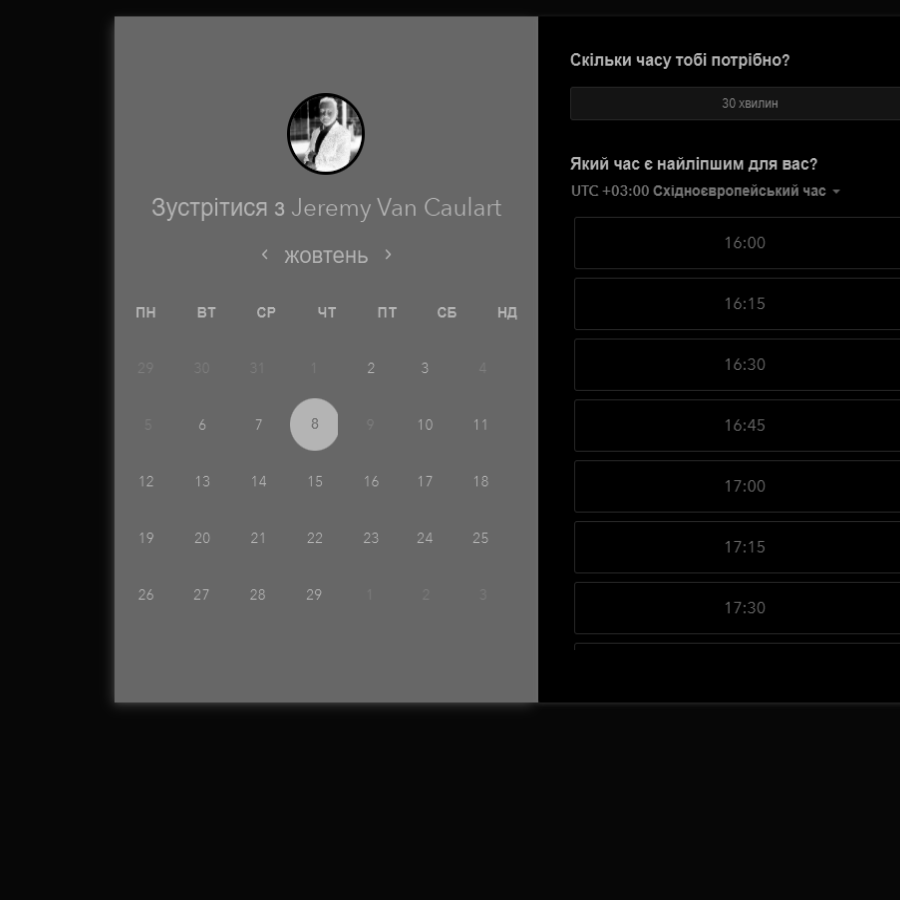 Зустрітися з Jeremy Van Caulart
жовтень
ПН ВТ СР ЧТ ПТ СБ НД
29 30 31 1 2 3 4
5 6 7 8 9 10 11
12 13 14 15 16 17 18
19 20 21 22 23 24 25
26 27 28 29 1 2 3
Скільки часу тобі потрібно?
30 хвилин
Який час є найліпшим для вас?
UTC +03:00 Східноєвропейський час
16:00
16:15
16:30
16:45
17:00
17:15
17:30